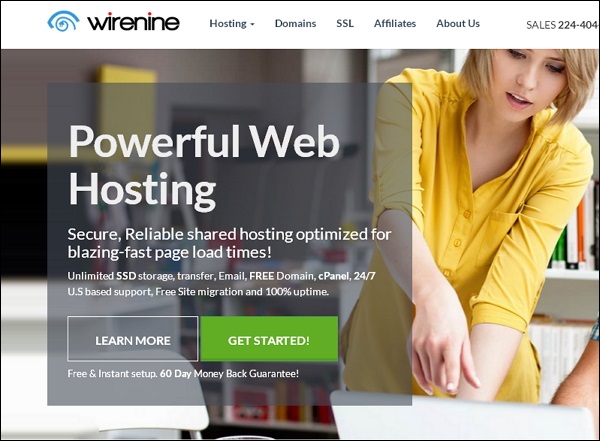 wirenine
Hosting
Domains
SSL
Affiliates
About Us
SALES 224-404
Powerful Web
Hosting
Secure, Reliable shared hosting optimized for
blazing-fast page load times!
Unlimited SSD storage, transfer, Email, FREE Domain, cPanel, 24/7
U.S based support, Free Site migration and 100% uptime.
LEARN MORE
GET STARTED!
Free & Instant setup. 60 Day Money Back Guarantee!